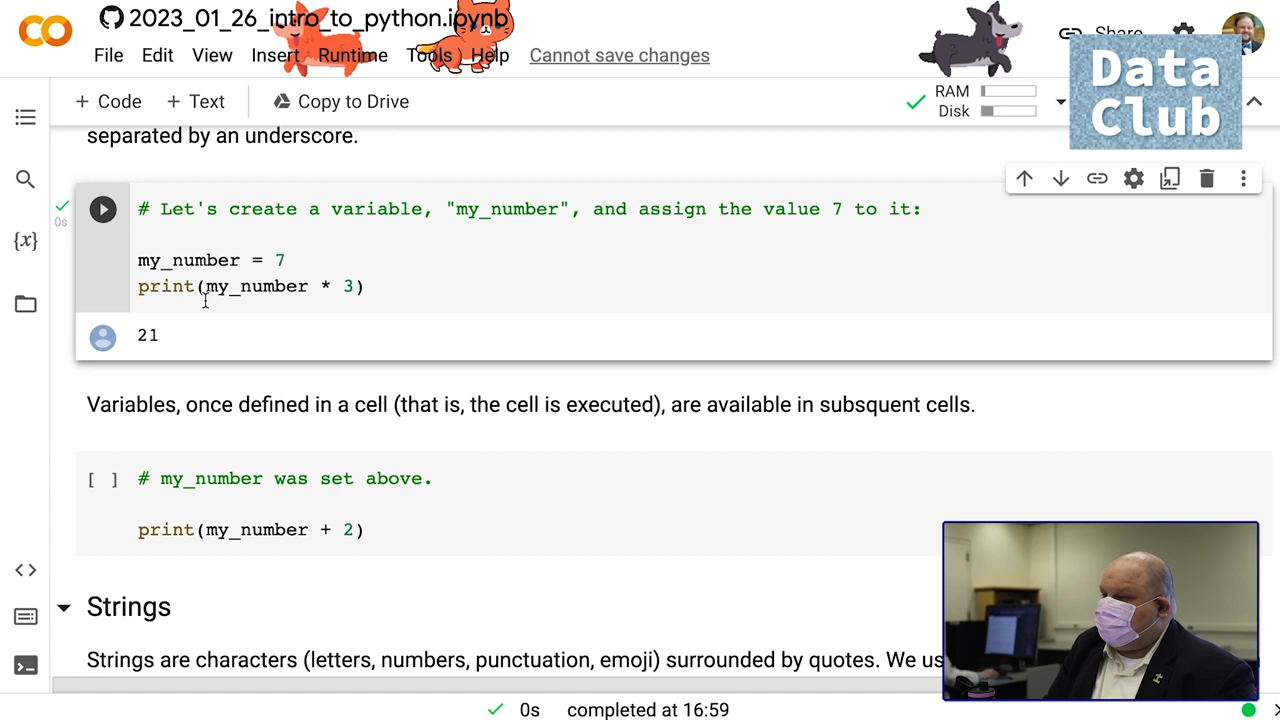 2023_01_26_intro_to_python.ipynb
File Edit View Insert Runtime Tools Help Cannot save changes
Share
Data
Club
+ Code + Text Copy to Drive
RAM
Disk
separated by an underscore.
0s
# Let's create a variable, "my_number", and assign the value 7 to it:
{x}
my_number = 7
print(my_number * 3)
21
Variables, once defined in a cell (that is, the cell is executed), are available in subsquent cells.
[ ] # my_number was set above.
print(my_number + 2)
Strings
Strings are characters (letters, numbers, punctuation, emoji) surrounded by quotes. We us
0s completed at 16:59